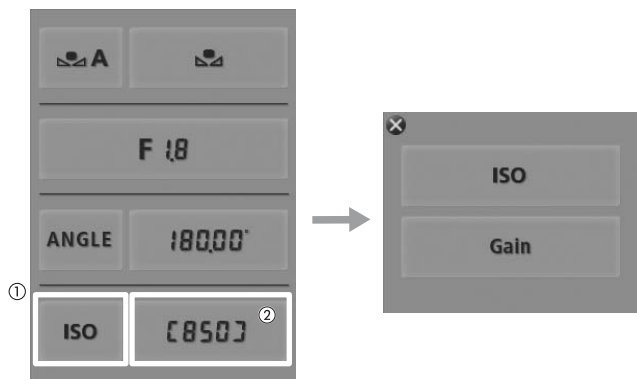 A
F 1.8
ANGLE 180.00°
① 
ISO [850] ②
ISO
Gain